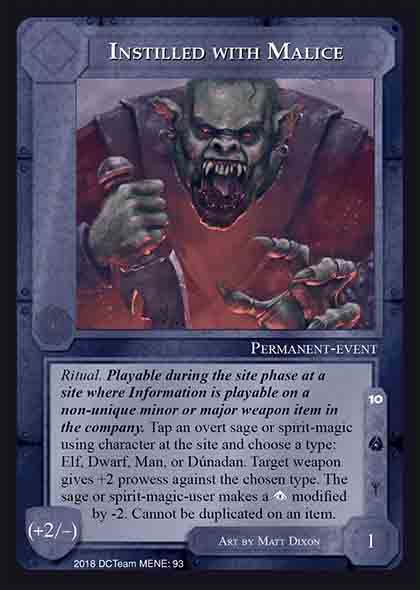 Instilled with Malice
Permanent-event
Ritual. Playable during the site phase at a
site where Information is playable on a
non-unique minor or major weapon item in
the company. Tap an overt sage or spirit-magic
using character at the site and choose a type:
Elf, Dwarf, Man, or Dúnadan. Target weapon
gives +2 prowess against the chosen type. The
sage or spirit-magic-user makes a modified
by -2. Cannot be duplicated on an item.
10
(+2/–)
Art by Matt Dixon
1
2018 DCTeam MENE: 93